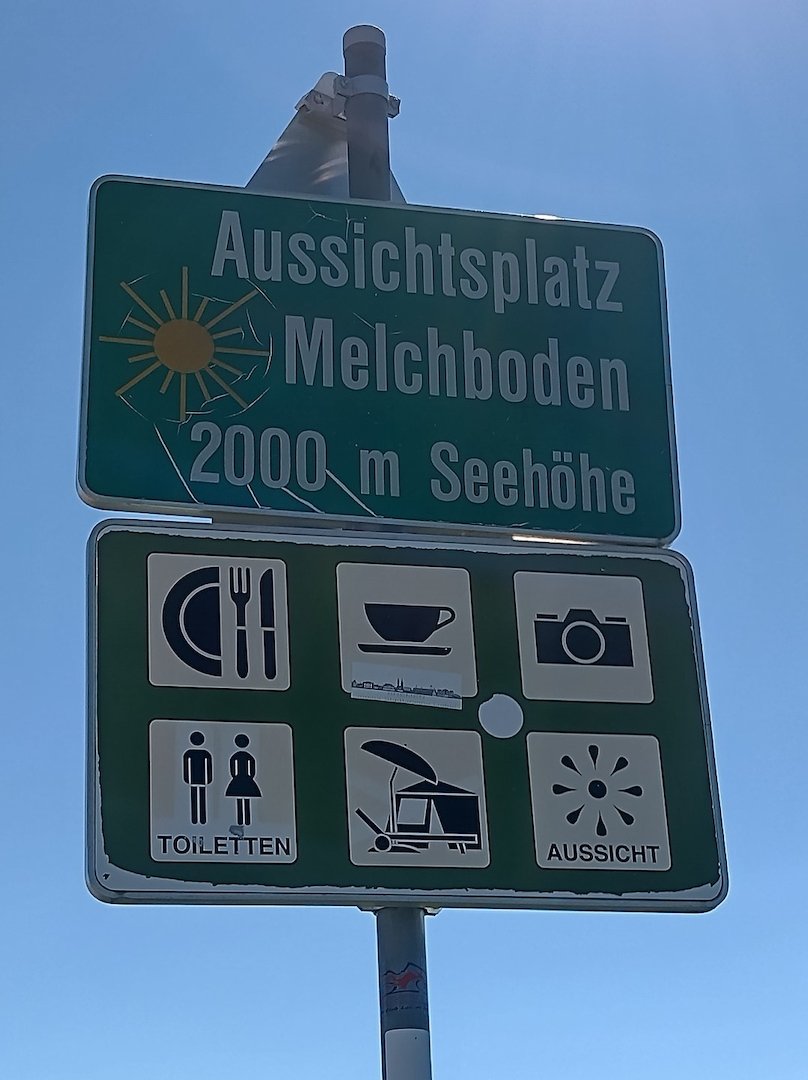 Aussichtsplatz
Melchboden
2000 m Seehöhe
TOILETTEN
AUSSICHT